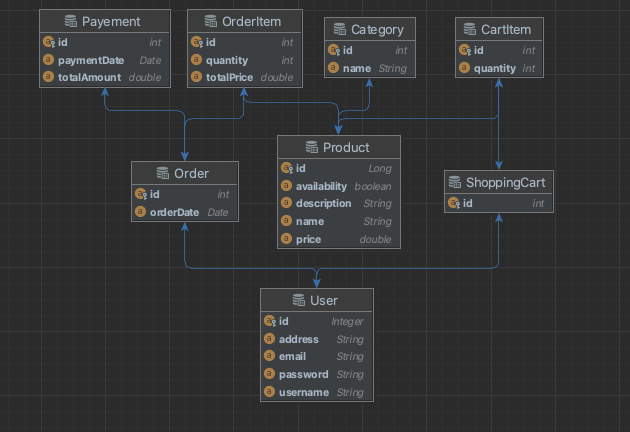 Payement
id int
paymentDate Date
totalAmount double
OrderItem
id int
quantity int
totalPrice double
Category
id int
name String
CartItem
id int
quantity int
Order
id int
orderDate Date
Product
id Long
availability boolean
description String
name String
price double
ShoppingCart
id int
User
id Integer
address String
email String
password String
username String